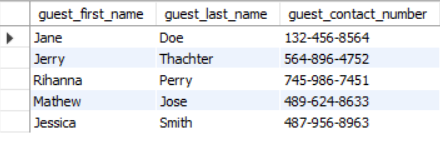 guest_first_name guest_last_name guest_contact_number
Jane Doe 132-456-8564
Jerry Thachter 564-896-4752
Rihanna Perry 745-986-7451
Mathew Jose 489-624-8633
Jessica Smith 487-956-8963